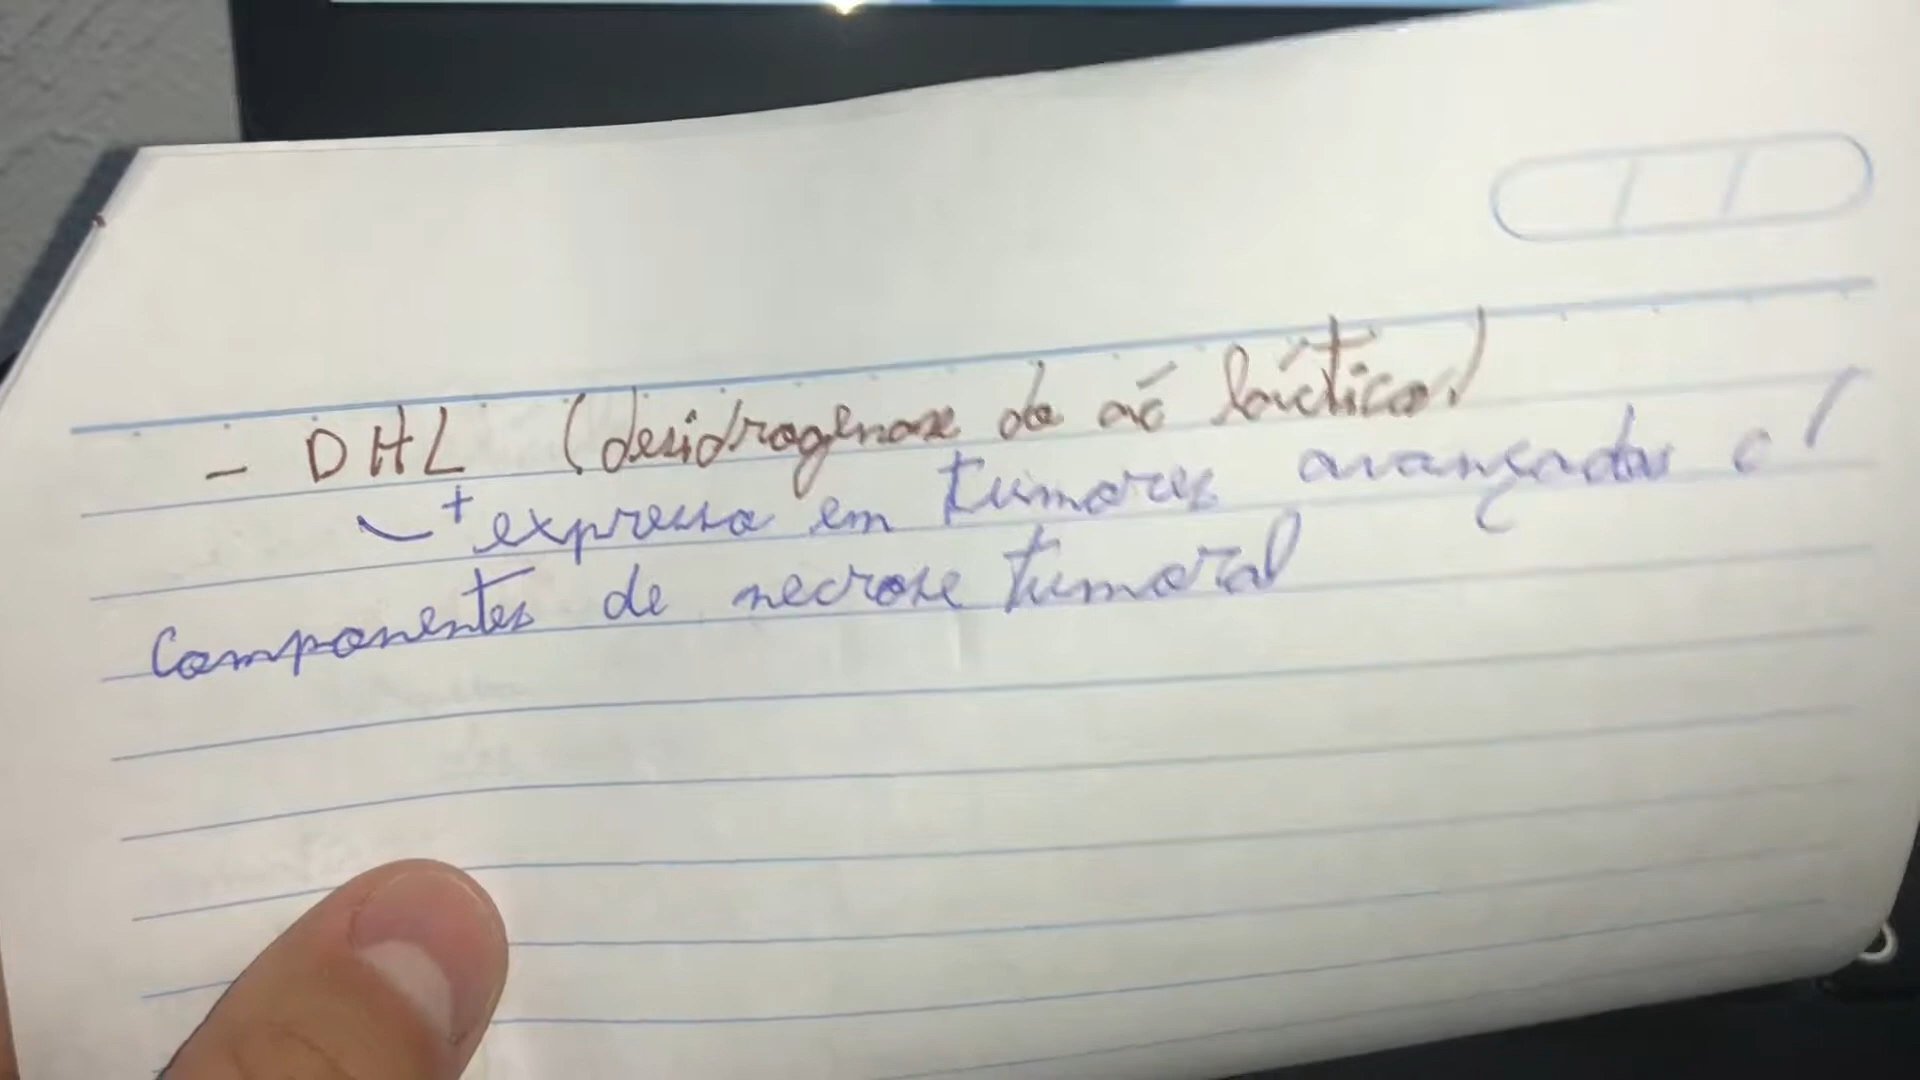 - DHL (desidrogenase do ác láctico)
↳ + expressa em tumores avançados c/
componentes de necrose tumoral